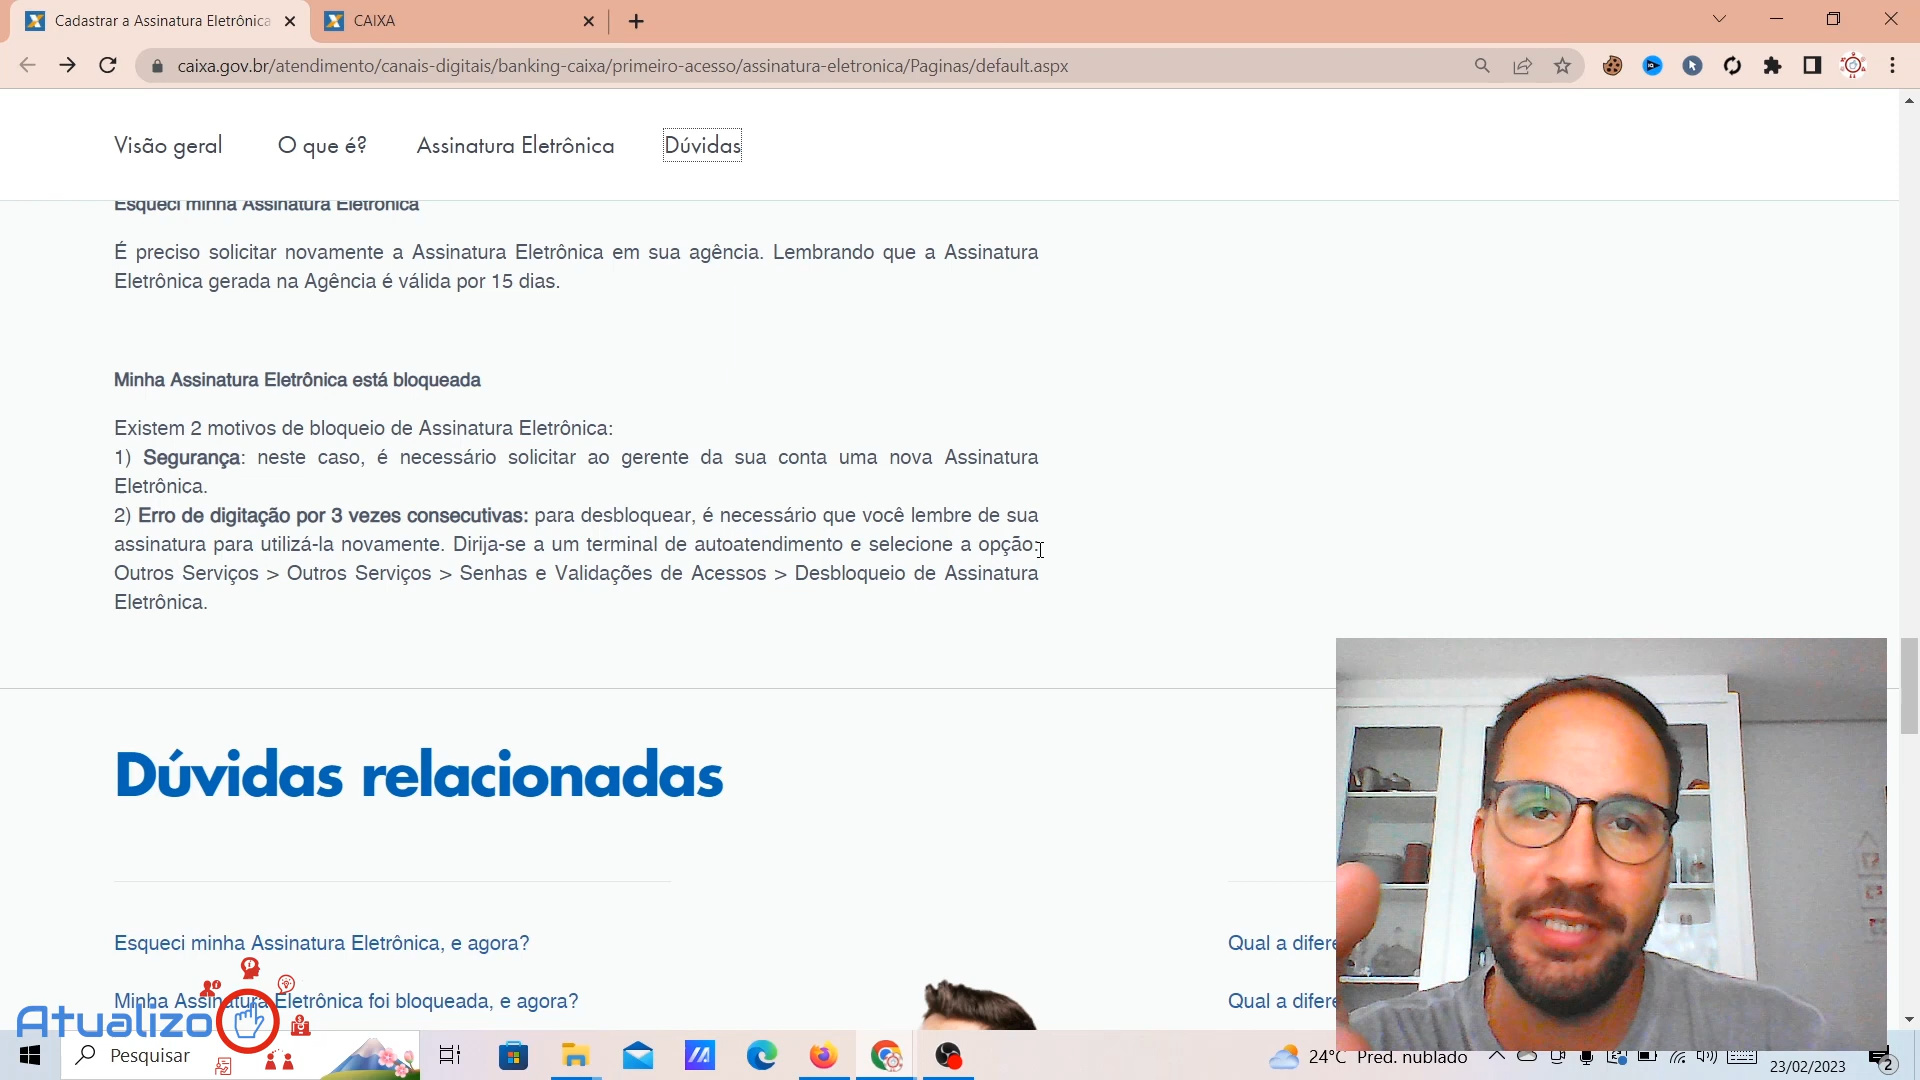 Cadastrar a Assinatura Eletrônica
CAIXA
caixa.gov.br/atendimento/canais-digitais/banking-caixa/primeiro-acesso/assinatura-eletronica/Paginas/default.aspx
Visão geral
O que é?
Assinatura Eletrônica
Dúvidas
Esqueci minha Assinatura Eletrônica
É preciso solicitar novamente a Assinatura Eletrônica em sua agência. Lembrando que a Assinatura
Eletrônica gerada na Agência é válida por 15 dias.
Minha Assinatura Eletrônica está bloqueada
Existem 2 motivos de bloqueio de Assinatura Eletrônica:
1) Segurança: neste caso, é necessário solicitar ao gerente da sua conta uma nova Assinatura
Eletrônica.
2) Erro de digitação por 3 vezes consecutivas: para desbloquear, é necessário que você lembre de sua
assinatura para utilizá-la novamente. Dirija-se a um terminal de autoatendimento e selecione a opção:
Outros Serviços > Outros Serviços > Senhas e Validações de Acessos > Desbloqueio de Assinatura
Eletrônica.
Dúvidas relacionadas
Esqueci minha Assinatura Eletrônica, e agora?
Qual a difere
Minha Assinatura Eletrônica foi bloqueada, e agora?
Qual a difere
Atualizo
Pesquisar
24°C Pred. nublado
23/02/2023
2